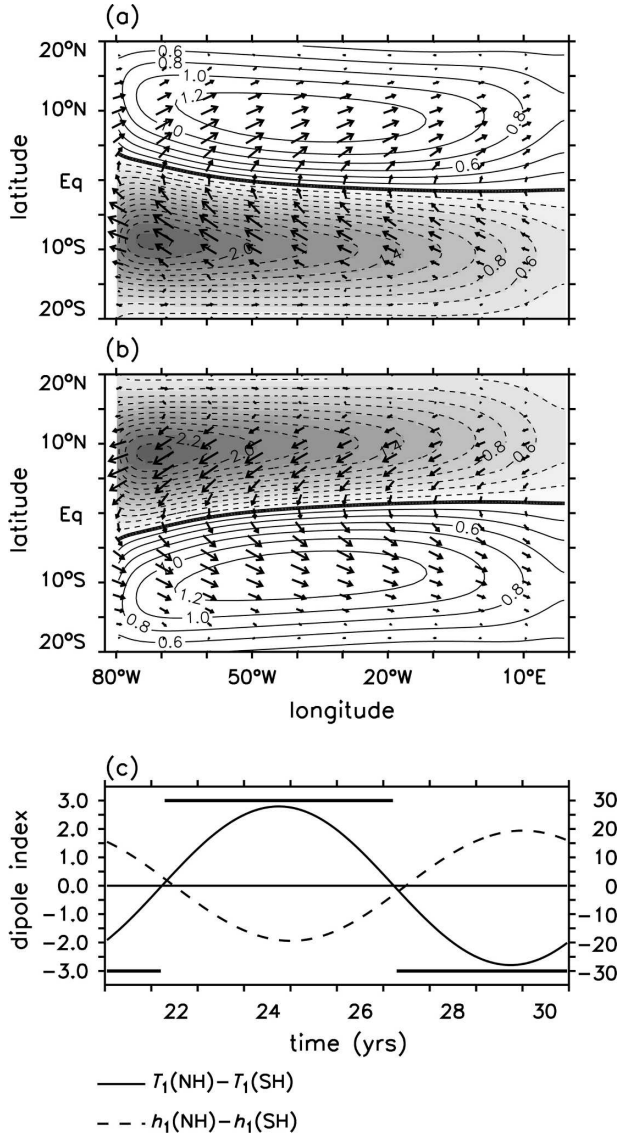 (a)
20°N
10°N
Eq
10°S
20°S
latitude
0.6
0.8
1.0
1.2
1.0
0.8
0.6
2.0
1.4
0.8
0.6
(b)
20°N
10°N
Eq
10°S
20°S
latitude
2.2
2.0
1.4
0.8
0.6
0.6
1.0
1.2
0.8
1.0
0.8
0.6
80°W 50°W 20°W 10°E
longitude
(c)
3.0
2.0
1.0
0.0
−1.0
−2.0
−3.0
dipole index
30
20
10
0
−10
−20
−30
22 24 26 28 30
time (yrs)
T₁(NH)−T₁(SH)
h₁(NH)−h₁(SH)